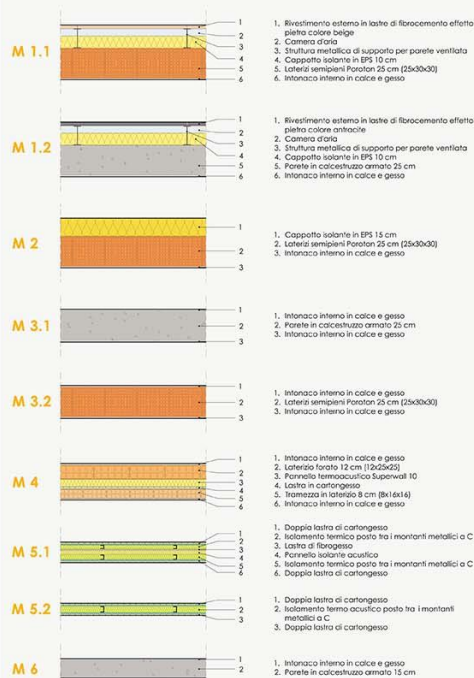 M 1.1
1
2
3
4
5
6
1. Rivestimento esterno in lastre di fibrocemento effetto
pietra colore beige
2. Camera d'aria
3. Struttura metallica di supporto per parete ventilata
4. Cappotto isolante in EPS 10 cm
5. Laterizi semipieni Poroton 25 cm (25x30x30)
6. Intonaco interno in calce e gesso
M 1.2
1
2
3
4
5
6
1. Rivestimento esterno in lastre di fibrocemento effetto
pietra colore antracite
2. Camera d'aria
3. Struttura metallica di supporto per parete ventilata
4. Cappotto isolante in EPS 10 cm
5. Parete in calcestruzzo armato 25 cm
6. Intonaco interno in calce e gesso
M 2
1
2
3
1. Cappotto isolante in EPS 15 cm
2. Laterizi semipieni Poroton 25 cm (25x30x30)
3. Intonaco interno in calce e gesso
M 3.1
1
2
3
1. Intonaco interno in calce e gesso
2. Parete in calcestruzzo armato 25 cm
3. Intonaco interno in calce e gesso
M 3.2
1
2
3
1. Intonaco interno in calce e gesso
2. Laterizi semipieni Poroton 25 cm (25x30x30)
3. Intonaco interno in calce e gesso
M 4
1
2
3
4
5
6
1. Intonaco interno in calce e gesso
2. Laterizio forato 12 cm (12x25x25)
3. Pannello termoacustico Superwall 10
4. Lastra in cartongesso
5. Tramezza in laterizio 8 cm (8x16x16)
6. Intonaco interno in calce e gesso
M 5.1
1
2
3
4
5
6
1. Doppia lastra di cartongesso
2. Isolamento termico posto tra i montanti metallici a C
3. Lastra di fibrogesso
4. Pannello isolante acustico
5. Isolamento termico posto tra i montanti metallici a C
6. Doppia lastra di cartongesso
M 5.2
1
2
3
1. Doppia lastra di cartongesso
2. Isolamento termo acustico posto tra i montanti
metallici a C
3. Doppia lastra di cartongesso
M 6
1
2
1. Intonaco interno in calce e gesso
2. Parete in calcestruzzo armato 15 cm